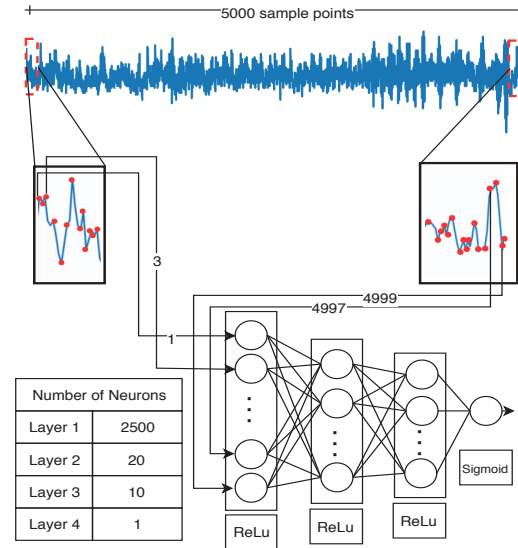 5000 sample points
3
4999
4997
1
Number of Neurons
Layer 1 2500
Layer 2 20
Layer 3 10
Layer 4 1
Sigmoid
ReLu
ReLu
ReLu